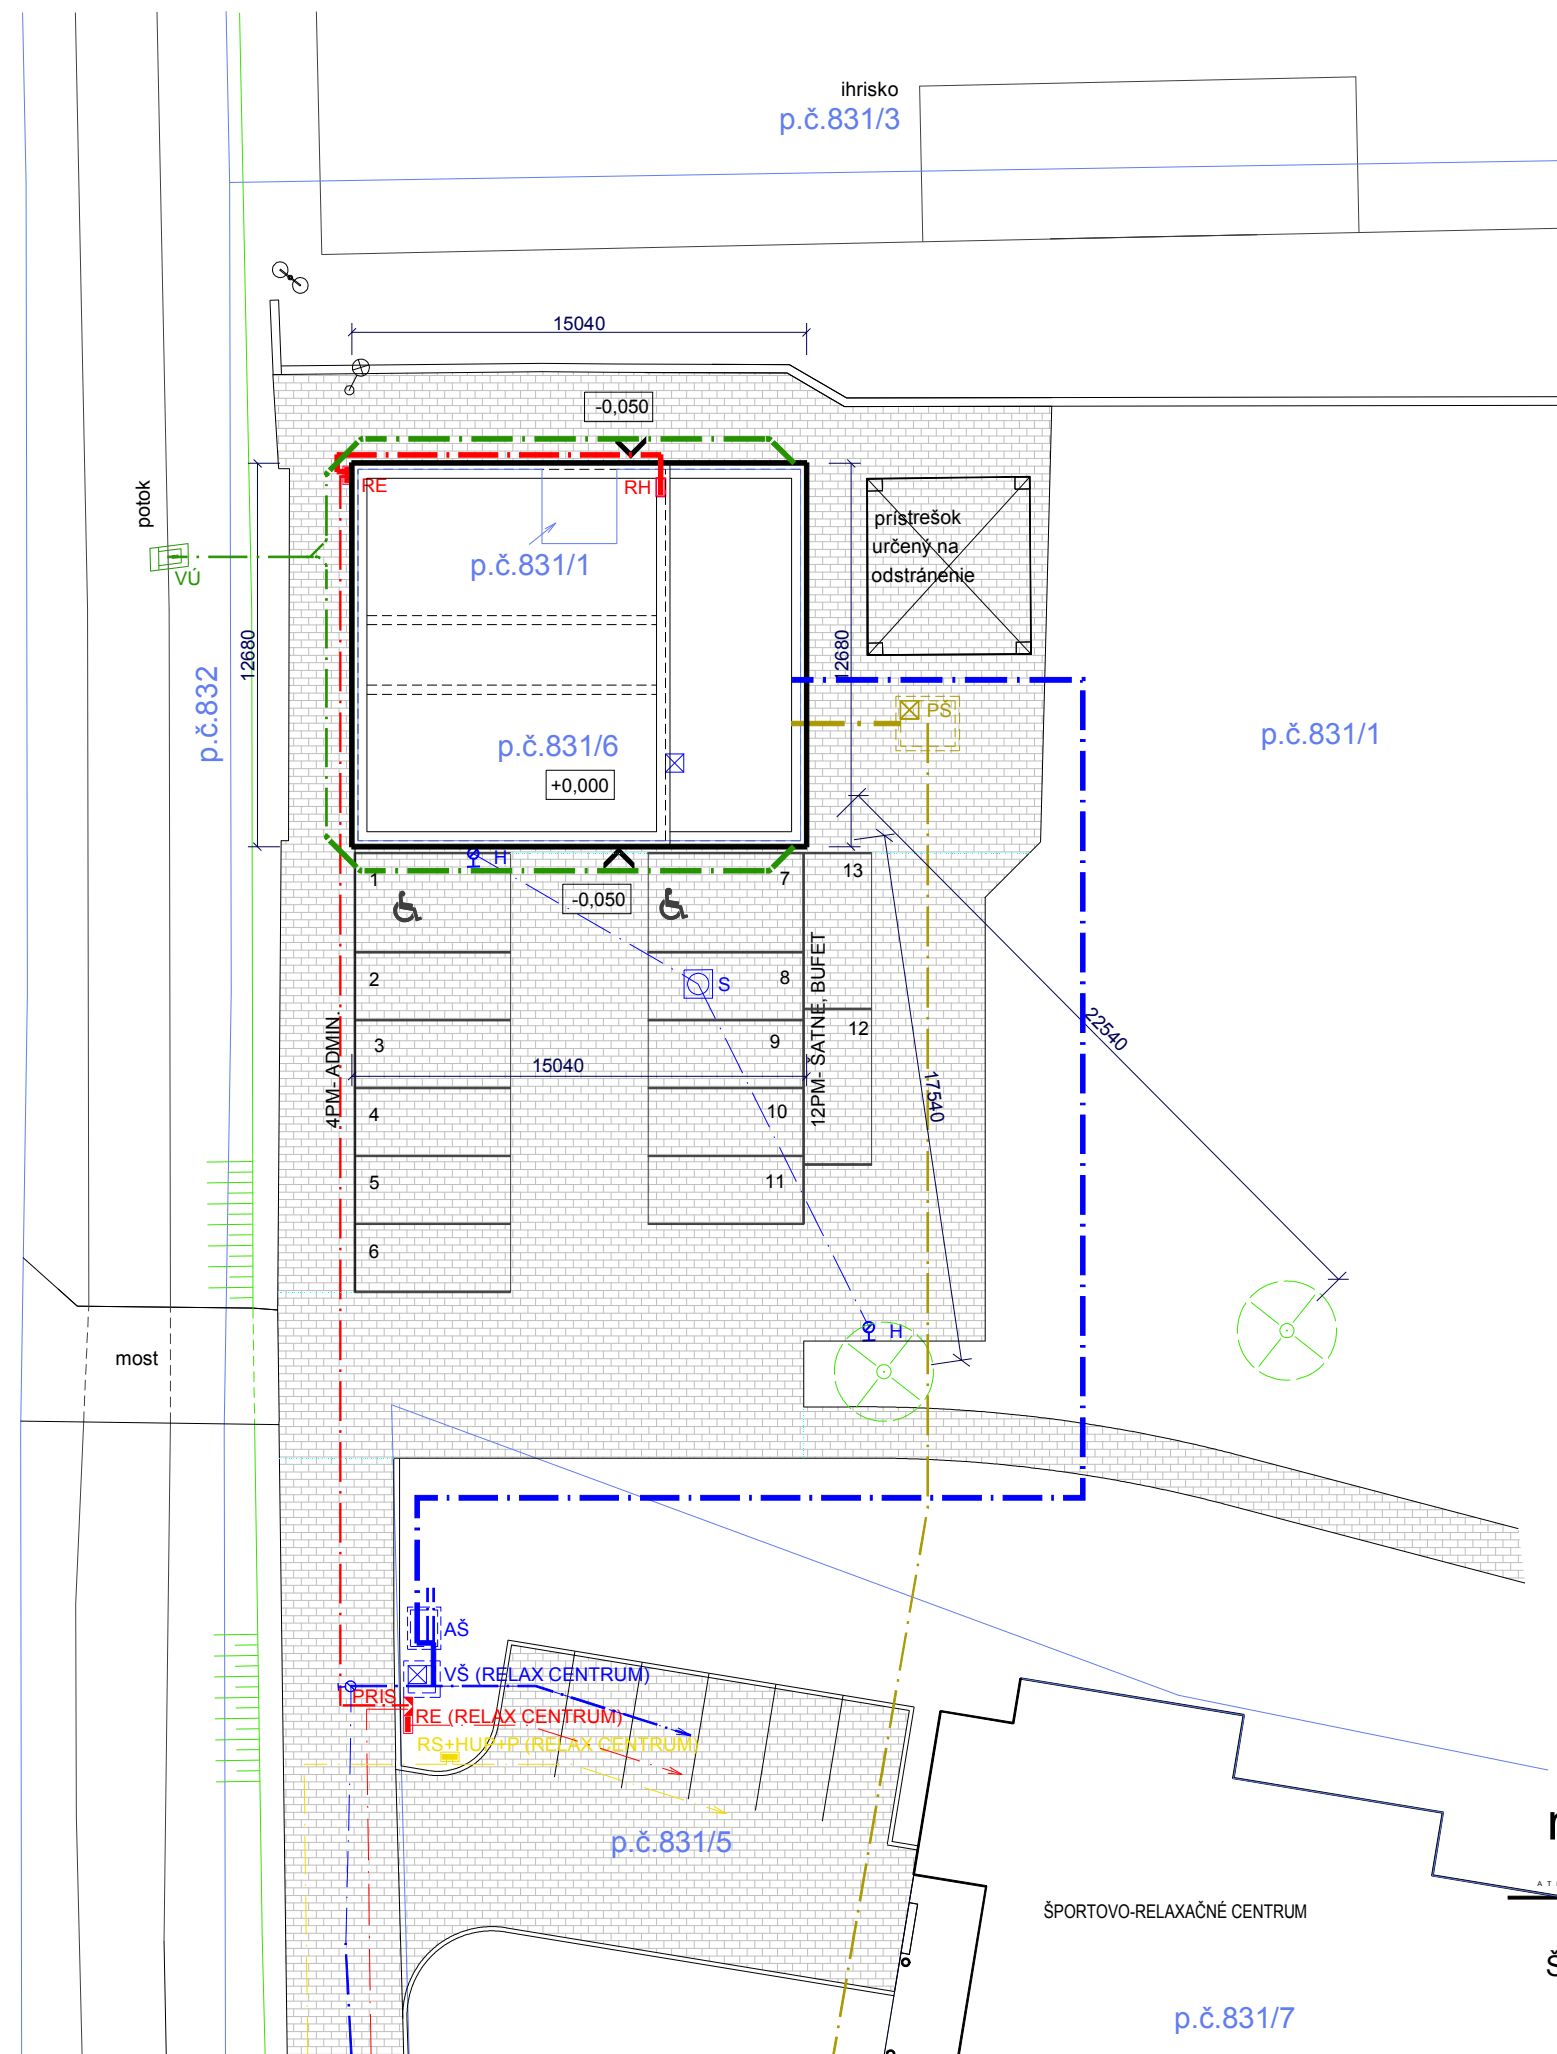 ihrisko
p.č.831/3
15040
-0,050
RE
RH
potok
VÚ
p.č.831/1
prístrešok
určený na
odstránenie
12680
12680
p.č.832
PŠ
p.č.831/6
+0,000
p.č.831/1
H
1
7
13
-0,050
2
8
S
3
9
12
4PM- ADMIN.
12PM- ŠATNE, BUFET
15040
22540
17540
4
10
5
11
6
H
most
AŠ
VŠ (RELAX CENTRUM)
PRIS
RE (RELAX CENTRUM)
RS+HUP+P (RELAX CENTRUM)
p.č.831/5
ŠPORTOVO-RELAXAČNÉ CENTRUM
p.č.831/7